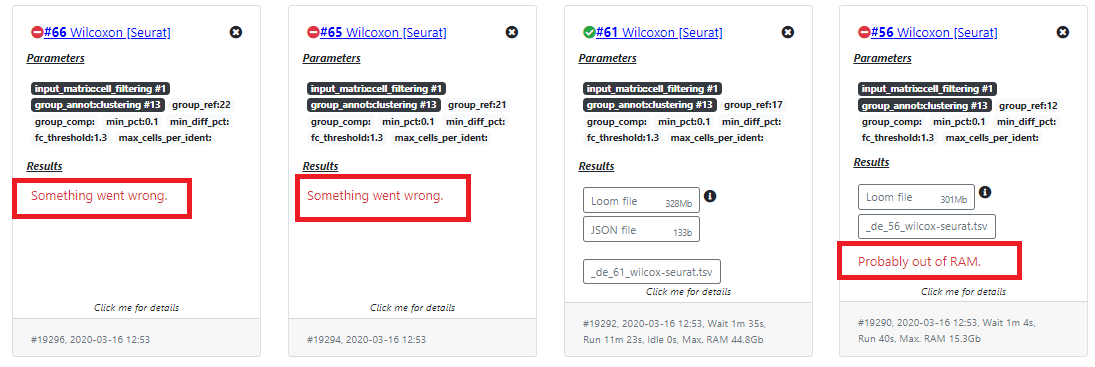 #66 Wilcoxon [Seurat]
Parameters
input_matrix:cell_filtering #1
group_annot:clustering #13 group_ref:22
group_comp: min_pct:0.1 min_diff_pct:
fc_threshold:1.3 max_cells_per_ident:
Results
Something went wrong.
Click me for details
#19296, 2020-03-16 12:53
#65 Wilcoxon [Seurat]
Parameters
input_matrix:cell_filtering #1
group_annot:clustering #13 group_ref:21
group_comp: min_pct:0.1 min_diff_pct:
fc_threshold:1.3 max_cells_per_ident:
Results
Something went wrong.
Click me for details
#19294, 2020-03-16 12:53
#61 Wilcoxon [Seurat]
Parameters
input_matrix:cell_filtering #1
group_annot:clustering #13 group_ref:17
group_comp: min_pct:0.1 min_diff_pct:
fc_threshold:1.3 max_cells_per_ident:
Results
Loom file 328Mb
JSON file 133b
_de_61_wilcox-seurat.tsv
Click me for details
#19292, 2020-03-16 12:53, Wait 1m 35s,
Run 11m 23s, Idle 0s, Max. RAM 44.8Gb
#56 Wilcoxon [Seurat]
Parameters
input_matrix:cell_filtering #1
group_annot:clustering #13 group_ref:12
group_comp: min_pct:0.1 min_diff_pct:
fc_threshold:1.3 max_cells_per_ident:
Results
Loom file 301Mb
_de_56_wilcox-seurat.tsv
Probably out of RAM.
Click me for details
#19290, 2020-03-16 12:53, Wait 1m 4s,
Run 40s, Max. RAM 15.3Gb